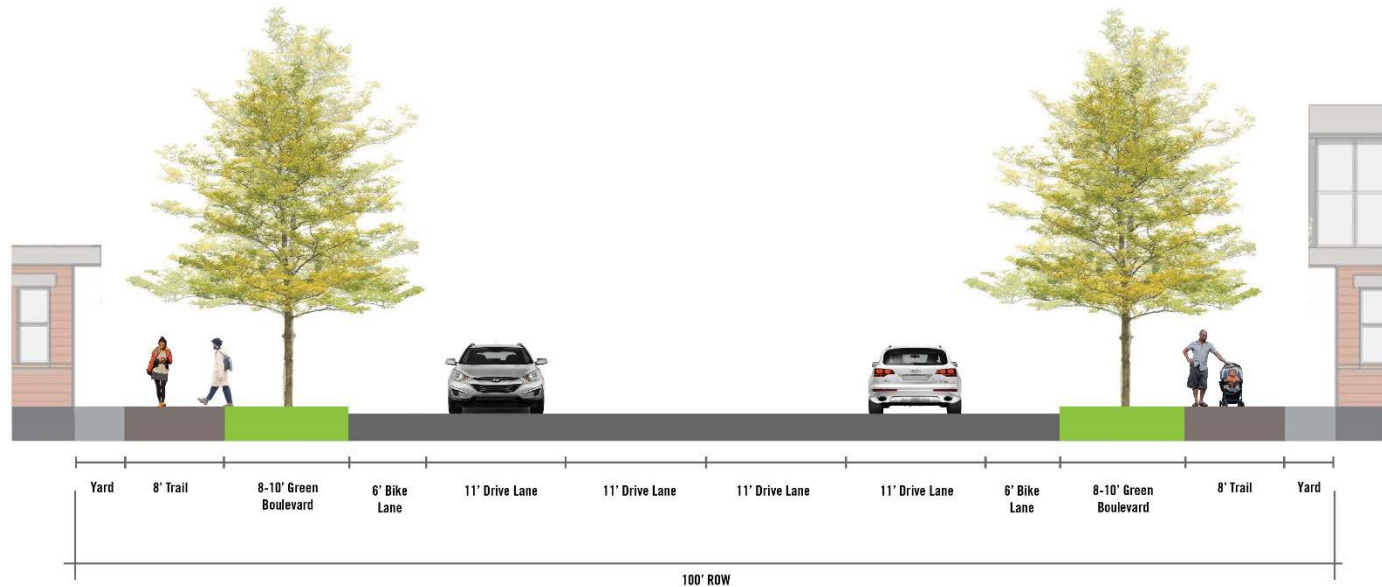 Yard
8' Trail
8-10' Green
Boulevard
6' Bike
Lane
11' Drive Lane
11' Drive Lane
11' Drive Lane
11' Drive Lane
6' Bike
Lane
8-10' Green
Boulevard
8' Trail
Yard
100' ROW